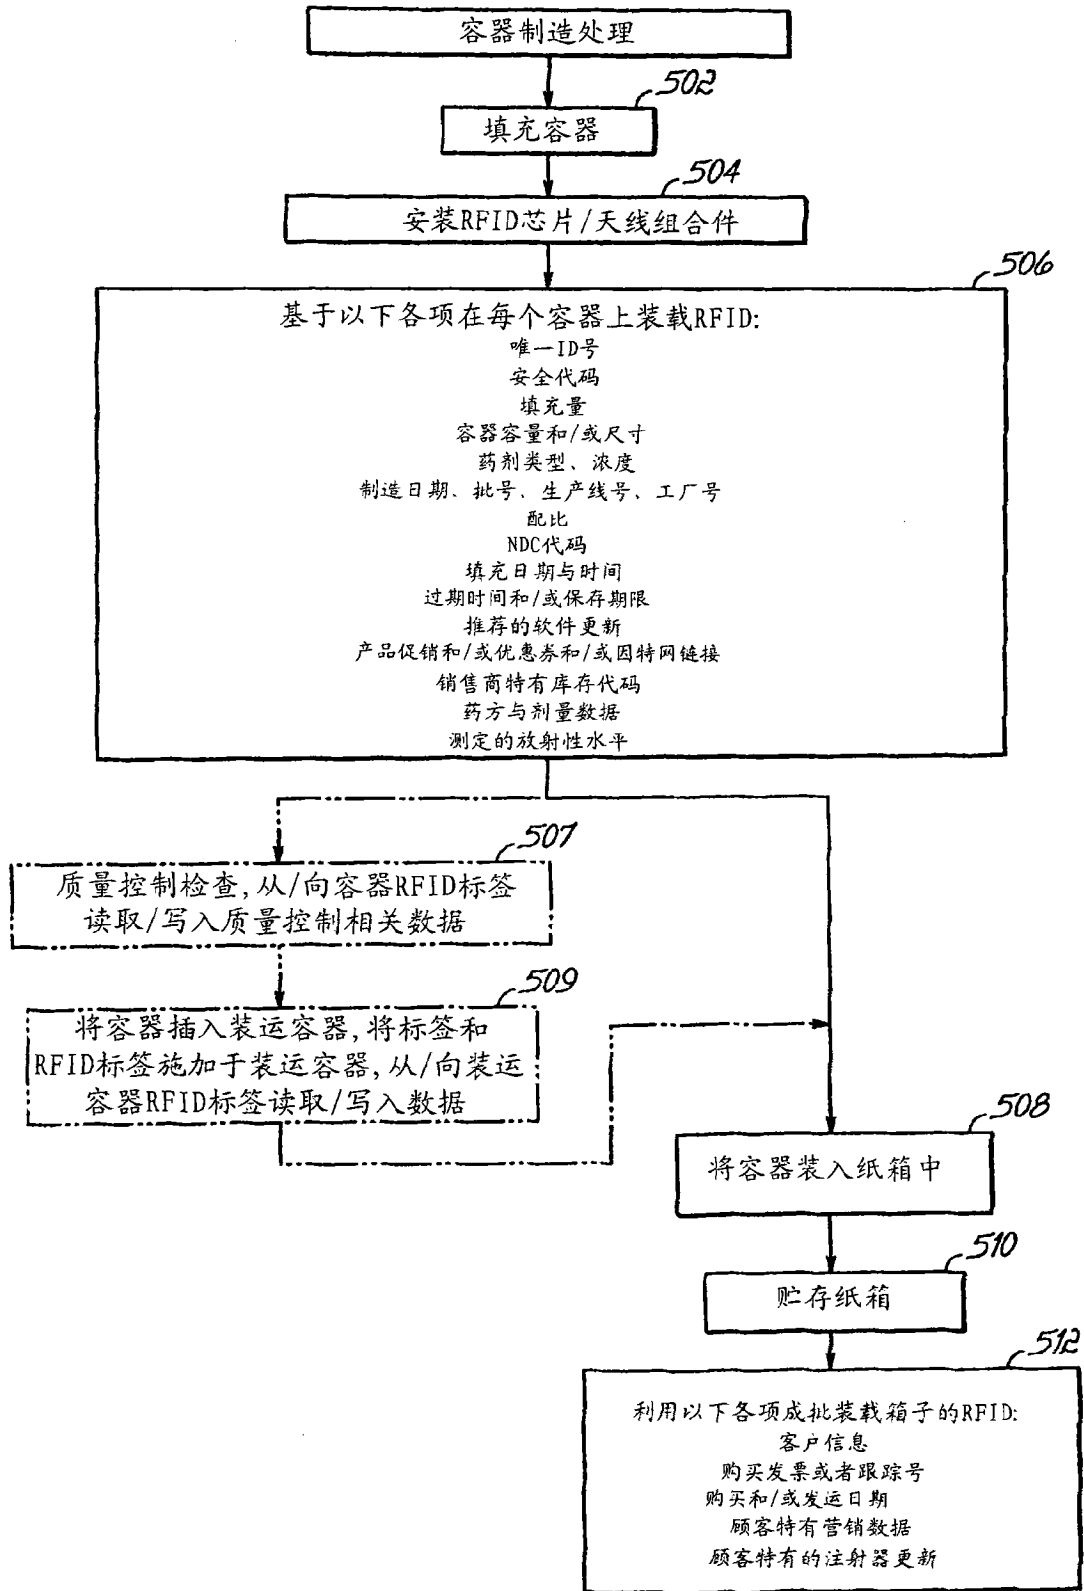 容器制造处理
502
填充容器
504
安装RFID芯片/天线组合件
506
基于以下各项在每个容器上装载RFID:
唯一ID号
安全代码
填充量
容器容量和/或尺寸
药剂类型、浓度
制造日期、批号、生产线号、工厂号
配比
NDC代码
填充日期与时间
过期时间和/或保存期限
推荐的软件更新
产品促销和/或优惠券和/或因特网链接
销售商特有库存代码
药方与剂量数据
测定的放射性水平
507
质量控制检查,从/向容器RFID标签
读取/写入质量控制相关数据
509
将容器插入装运容器,将标签和
RFID标签施加于装运容器,从/向装运
容器RFID标签读取/写入数据
508
将容器装入纸箱中
510
贮存纸箱
512
利用以下各项成批装载箱子的RFID:
客户信息
购买发票或者跟踪号
购买和/或发运日期
顾客特有营销数据
顾客特有的注射器更新